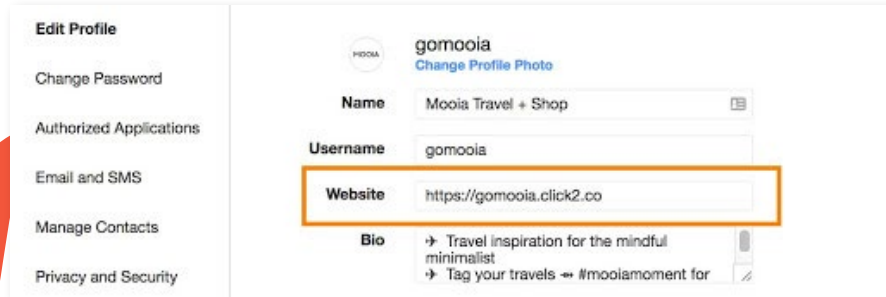 Edit Profile
Change Password
Authorized Applications
Email and SMS
Manage Contacts
Privacy and Security
MOOIA
gomooia
Change Profile Photo
Name
Mooia Travel + Shop
Username
gomooia
Website
https://gomooia.click2.co
Bio
✈ Travel inspiration for the mindful
minimalist
✈ Tag your travels ⇴ #mooiamoment for